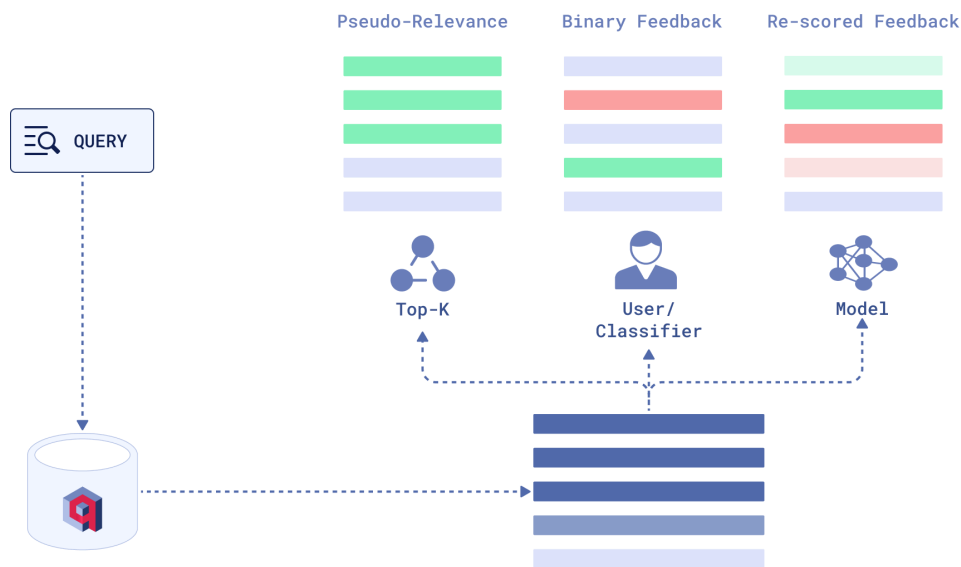 Pseudo-Relevance
Binary Feedback
Re-scored Feedback
QUERY
Top-K
User/
Classifier
Model